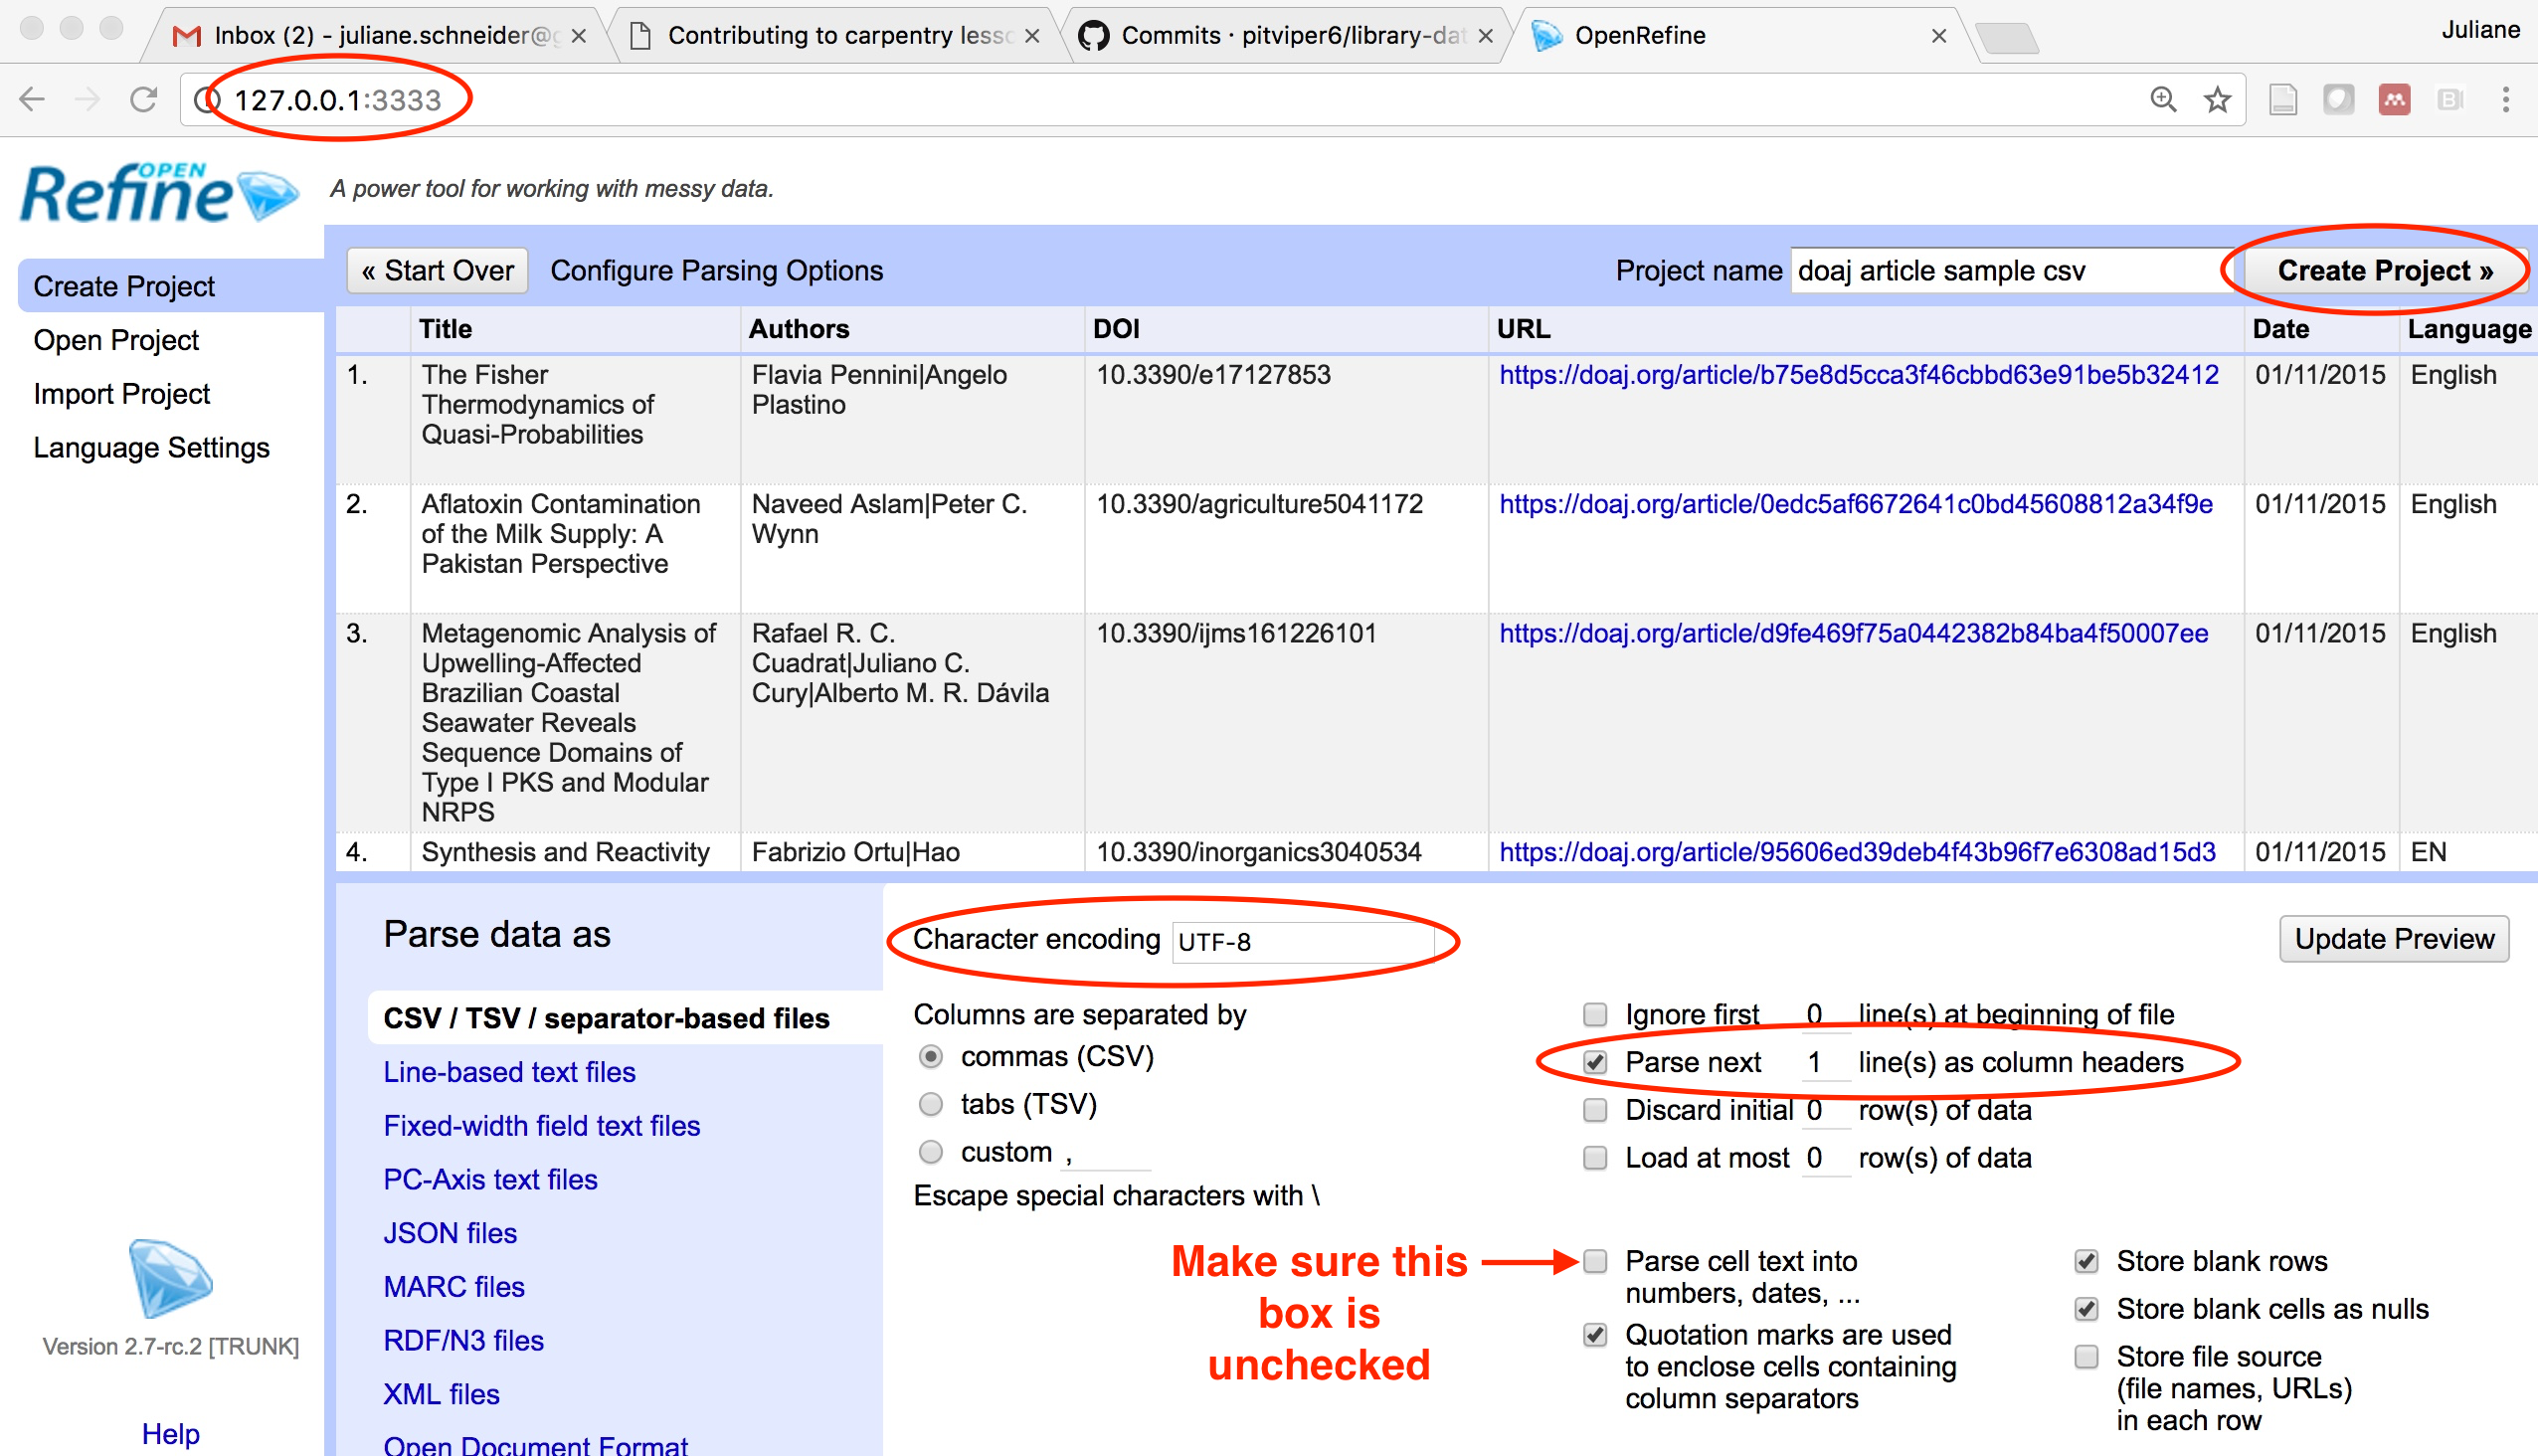 Inbox (2) - juliane.schneider@g
Contributing to carpentry lesso
Commits · pitviper6/library-dat
OpenRefine
Juliane
127.0.0.1:3333
OPEN
Refine
A power tool for working with messy data.
Create Project
Open Project
Import Project
Language Settings
« Start Over
Configure Parsing Options
Project name
doaj article sample csv
Create Project »
Title
Authors
DOI
URL
Date
Language
1.
The Fisher
Thermodynamics of
Quasi-Probabilities
Flavia Pennini|Angelo
Plastino
10.3390/e17127853
https://doaj.org/article/b75e8d5cca3f46cbbd63e91be5b32412
01/11/2015
English
2.
Aflatoxin Contamination
of the Milk Supply: A
Pakistan Perspective
Naveed Aslam|Peter C.
Wynn
10.3390/agriculture5041172
https://doaj.org/article/0edc5af6672641c0bd45608812a34f9e
01/11/2015
English
3.
Metagenomic Analysis of
Upwelling-Affected
Brazilian Coastal
Seawater Reveals
Sequence Domains of
Type I PKS and Modular
NRPS
Rafael R. C.
Cuadrat|Juliano C.
Cury|Alberto M. R. Dávila
10.3390/ijms161226101
https://doaj.org/article/d9fe469f75a0442382b84ba4f50007ee
01/11/2015
English
4.
Synthesis and Reactivity
Fabrizio Ortu|Hao
10.3390/inorganics3040534
https://doaj.org/article/95606ed39deb4f43b96f7e6308ad15d3
01/11/2015
EN
Parse data as
CSV / TSV / separator-based files
Line-based text files
Fixed-width field text files
PC-Axis text files
JSON files
MARC files
RDF/N3 files
XML files
Open Document Format
Character encoding
UTF-8
Update Preview
Columns are separated by
commas (CSV)
tabs (TSV)
custom ,
Escape special characters with \
Ignore first 0 line(s) at beginning of file
Parse next 1 line(s) as column headers
Discard initial 0 row(s) of data
Load at most 0 row(s) of data
Make sure this
box is
unchecked
Parse cell text into
numbers, dates, ...
Quotation marks are used
to enclose cells containing
column separators
Store blank rows
Store blank cells as nulls
Store file source
(file names, URLs)
in each row
Version 2.7-rc.2 [TRUNK]
Help